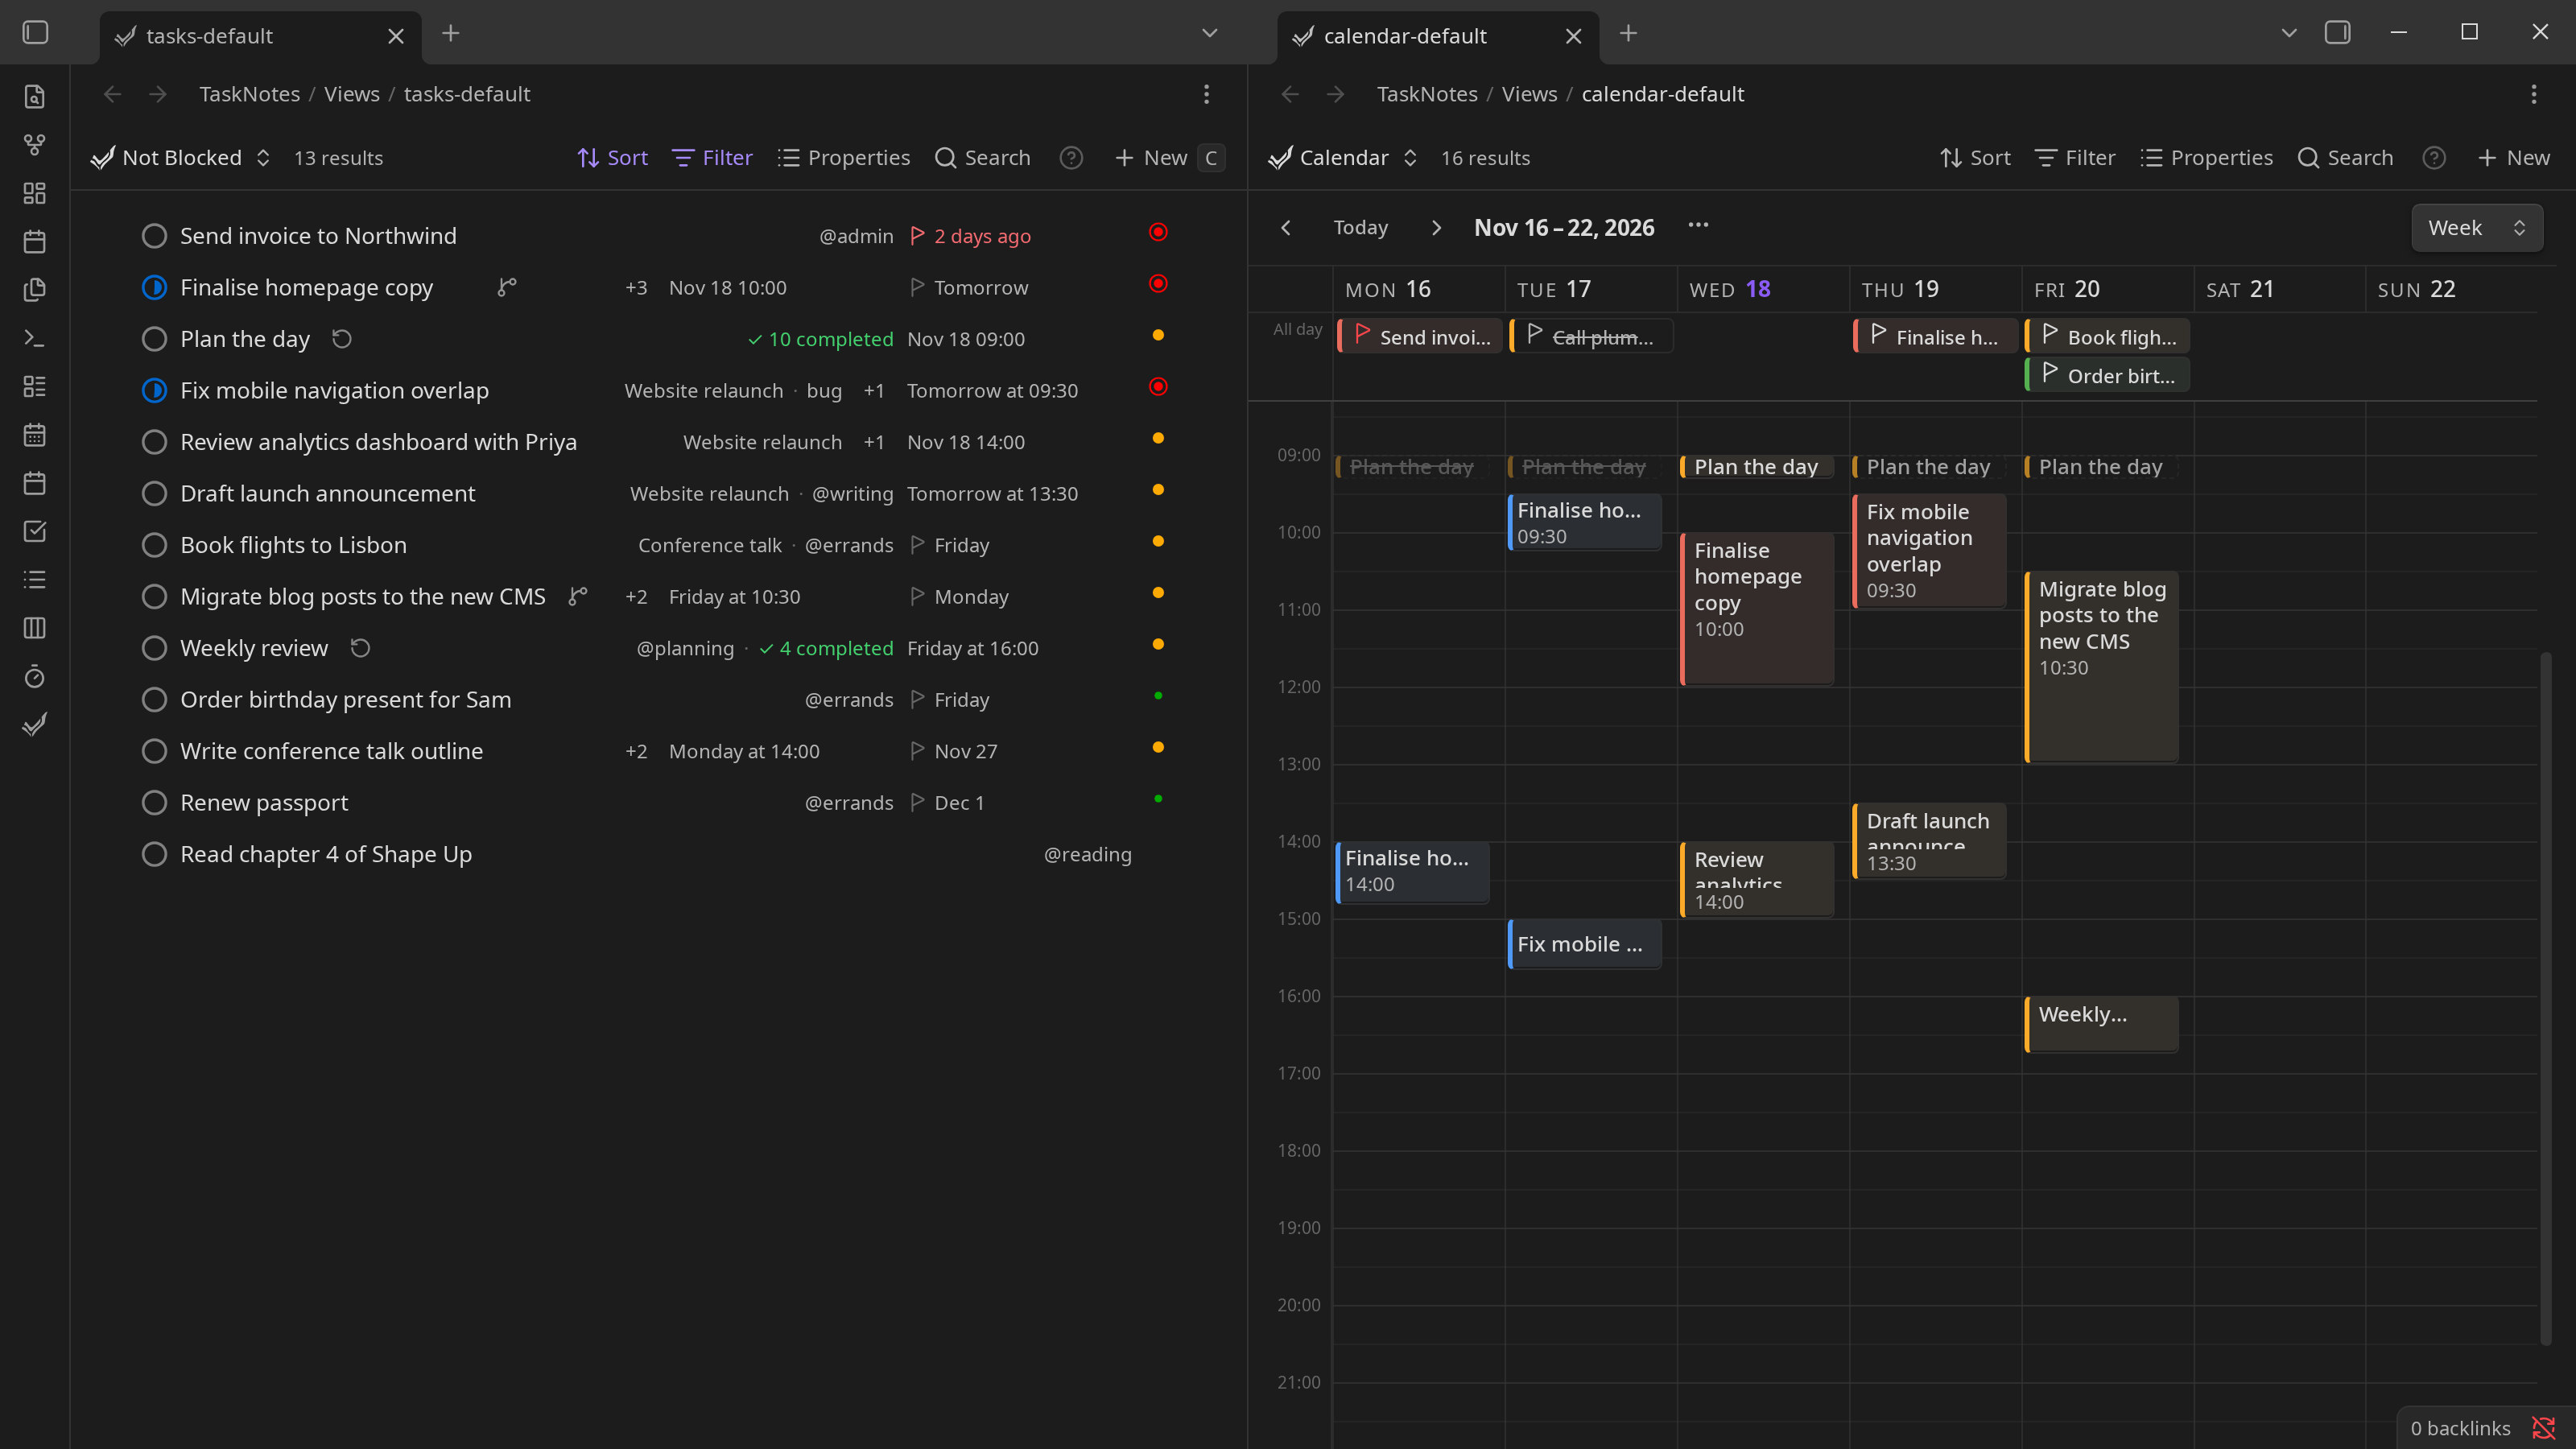 tasks-default
calendar-default
TaskNotes / Views / tasks-default
Not Blocked 13 results Sort Filter Properties Search New C
Send invoice to Northwind @admin 2 days ago
Finalise homepage copy +3 Nov 18 10:00 Tomorrow
Plan the day 10 completed Nov 18 09:00
Fix mobile navigation overlap Website relaunch · bug +1 Tomorrow at 09:30
Review analytics dashboard with Priya Website relaunch +1 Nov 18 14:00
Draft launch announcement Website relaunch · @writing Tomorrow at 13:30
Book flights to Lisbon Conference talk · @errands Friday
Migrate blog posts to the new CMS +2 Friday at 10:30 Monday
Weekly review @planning · 4 completed Friday at 16:00
Order birthday present for Sam @errands Friday
Write conference talk outline +2 Monday at 14:00 Nov 27
Renew passport @errands Dec 1
Read chapter 4 of Shape Up @reading
TaskNotes / Views / calendar-default
Calendar 16 results Sort Filter Properties Search New
Today Nov 16 – 22, 2026 ... Week
MON 16 TUE 17 WED 18 THU 19 FRI 20 SAT 21 SUN 22
All day Send invoi... Call plum... Finalise h... Book fligh...
Order birt...
09:00 Plan the day Plan the day Plan the day Plan the day Plan the day
Finalise ho...
09:30
Fix mobile
navigation
overlap
09:30
10:00
Finalise
homepage
copy
10:00
Migrate blog
posts to the
new CMS
10:30
11:00
12:00
13:00
Draft launch
announce
13:30
14:00
Finalise ho...
14:00
Review
analytics
14:00
15:00
Fix mobile ...
16:00
Weekly...
17:00
18:00
19:00
20:00
21:00
0 backlinks